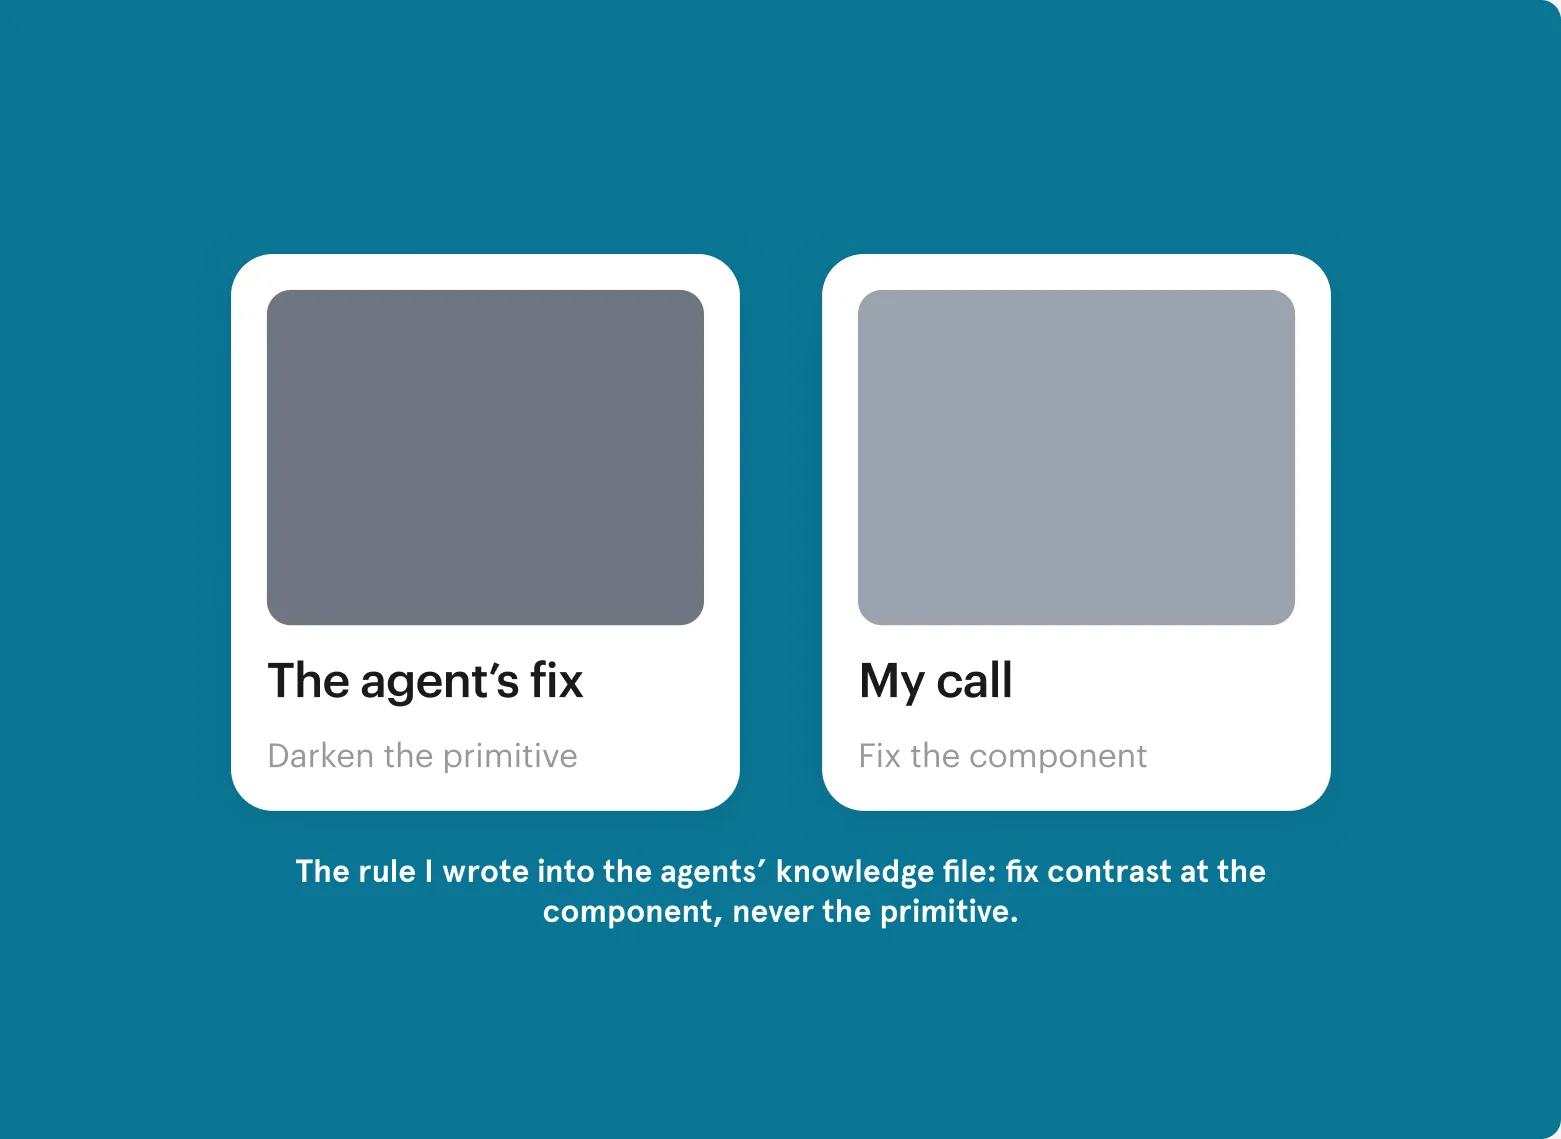 The agent’s fix
Darken the primitive
My call
Fix the component
The rule I wrote into the agents’ knowledge file: fix contrast at the
component, never the primitive.